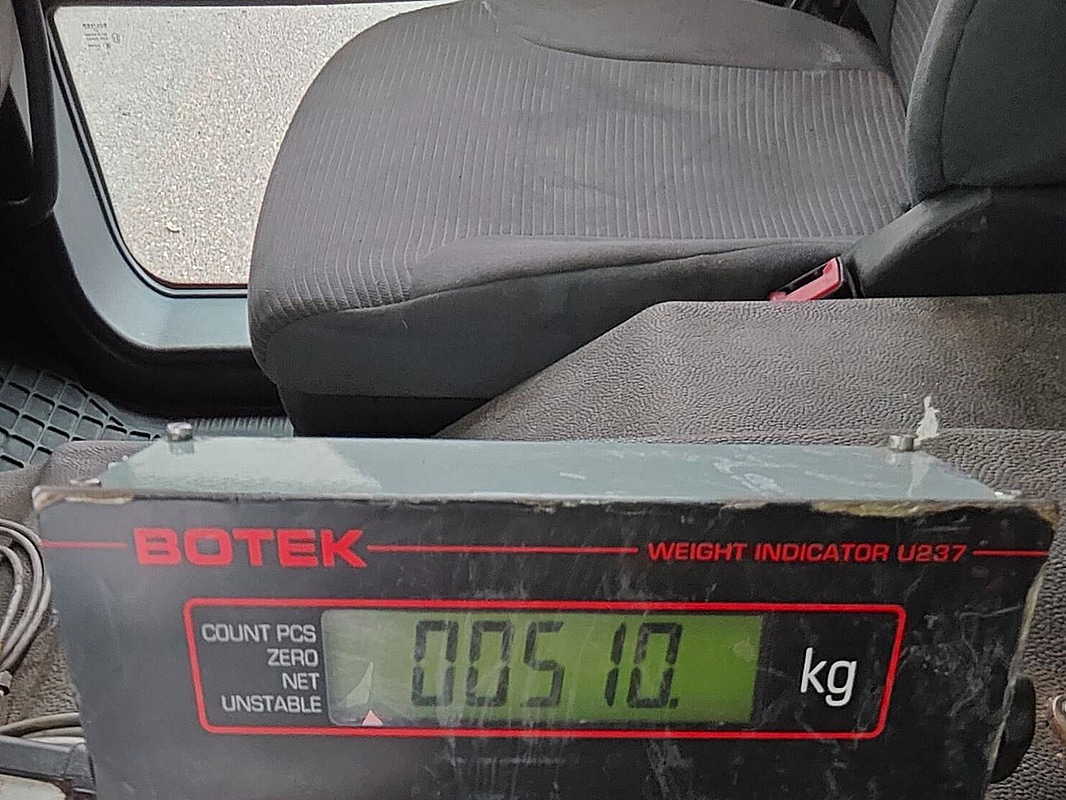 BOTEK
WEIGHT INDICATOR U237
COUNT PCS
ZERO
NET
UNSTABLE
00510.
kg